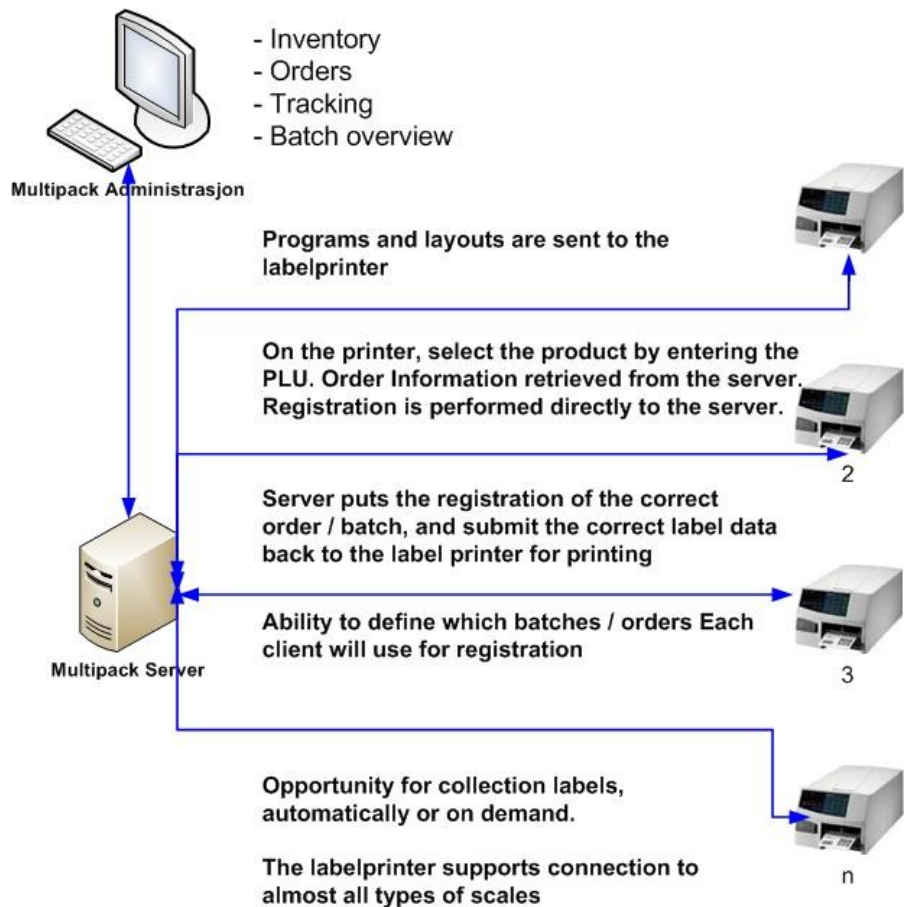 - Inventory
- Orders
- Tracking
- Batch overview
Multipack Administrasjon
Programs and layouts are sent to the
labelprinter
On the printer, select the product by entering the
PLU. Order Information retrieved from the server.
Registration is performed directly to the server.
2
Server puts the registration of the correct
order / batch, and submit the correct label data
back to the label printer for printing
Multipack Server
Ability to define which batches / orders Each
client will use for registration
3
Opportunity for collection labels,
automatically or on demand.
The labelprinter supports connection to
almost all types of scales
n